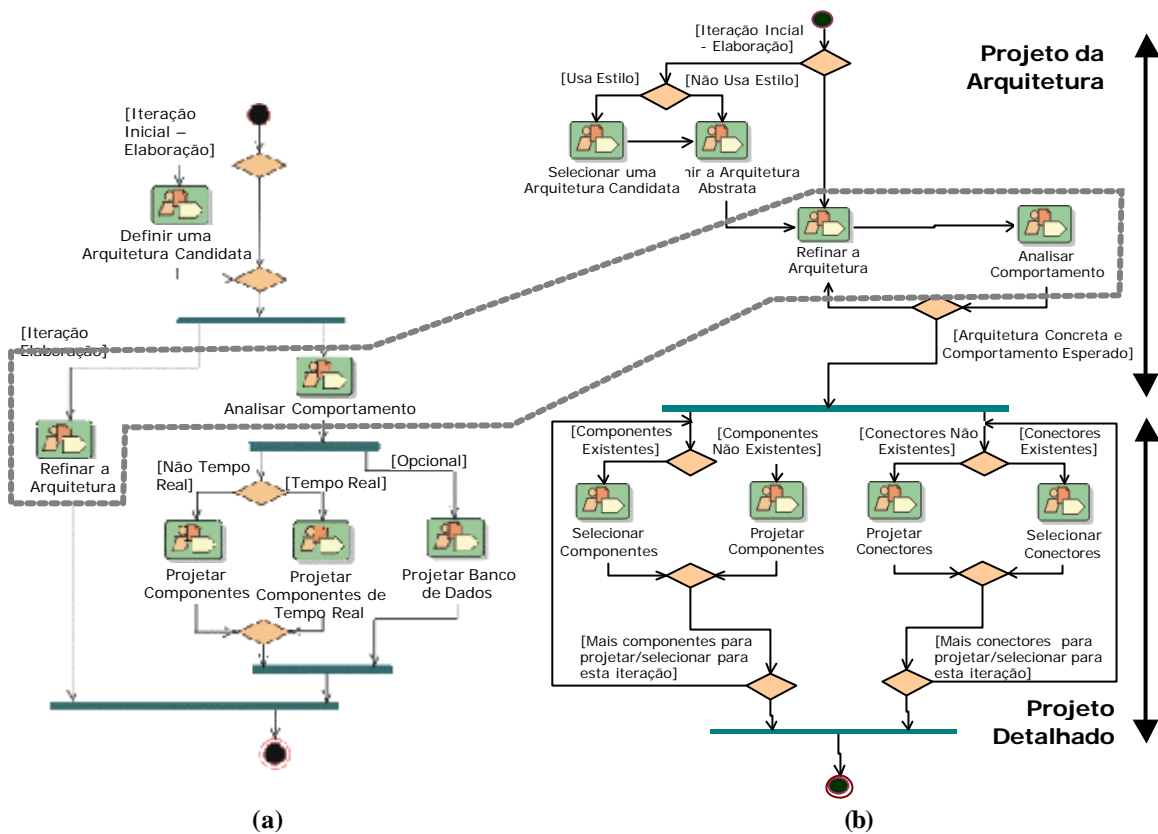 [Iteração
Inicial –
Elaboração]
Definir uma
Arquitetura Candidata
[Iteração
Elaboração]
Analisar Comportamento
Refinar a
Arquitetura
[Não Tempo
Real]
[Tempo Real]
[Opcional]
Projetar
Componentes
Projetar
Componentes de
Tempo Real
Projetar Banco
de Dados
(a)
[Iteração Incial
- Elaboração]
[Usa Estilo]
[Não Usa Estilo]
Selecionar uma
Arquitetura Candidata
nir a Arquitetura
Abstrata
Refinar a
Arquitetura
Analisar
Comportamento
[Arquitetura Concreta e
Comportamento Esperado]
Projeto da
Arquitetura
[Componentes
Existentes]
[Componentes
Não Existentes]
[Conectores Não
Existentes]
[Conectores
Existentes]
Selecionar
Componentes
Projetar
Componentes
Projetar
Conectores
Selecionar
Conectores
[Mais componentes para
projetar/selecionar para
esta iteração]
[Mais conectores para
projetar/selecionar para
esta iteração]
Projeto
Detalhado
(b)